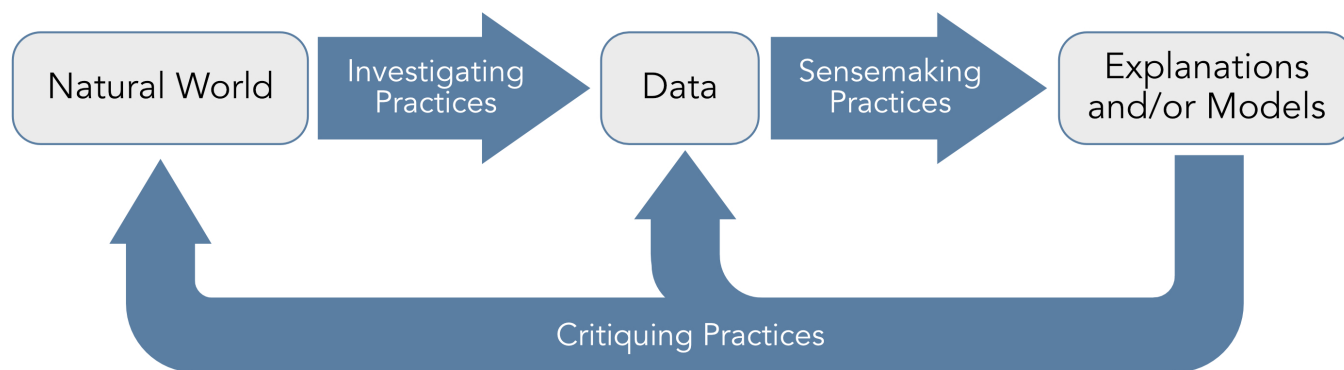 Natural World
Investigating
Practices
Data
Sensemaking
Practices
Explanations
and/or Models
Critiquing Practices